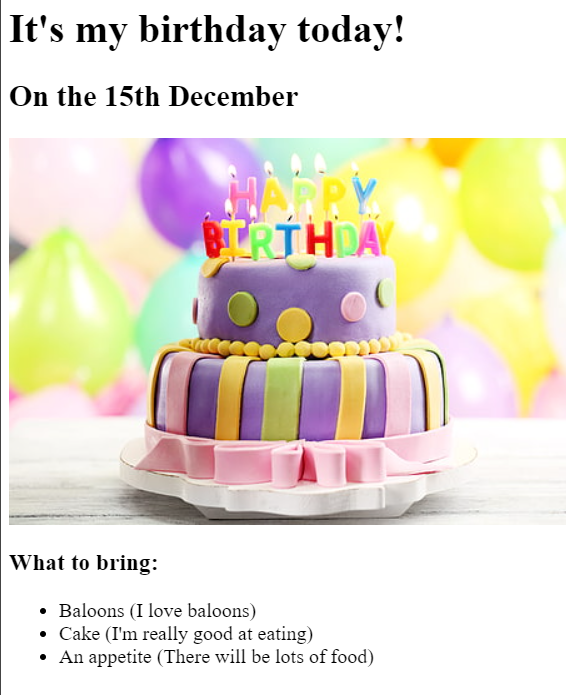 It's my birthday today!
On the 15th December
HAPPY
BIRTHDAY
What to bring:
Baloons (I love baloons)
Cake (I'm really good at eating)
An appetite (There will be lots of food)